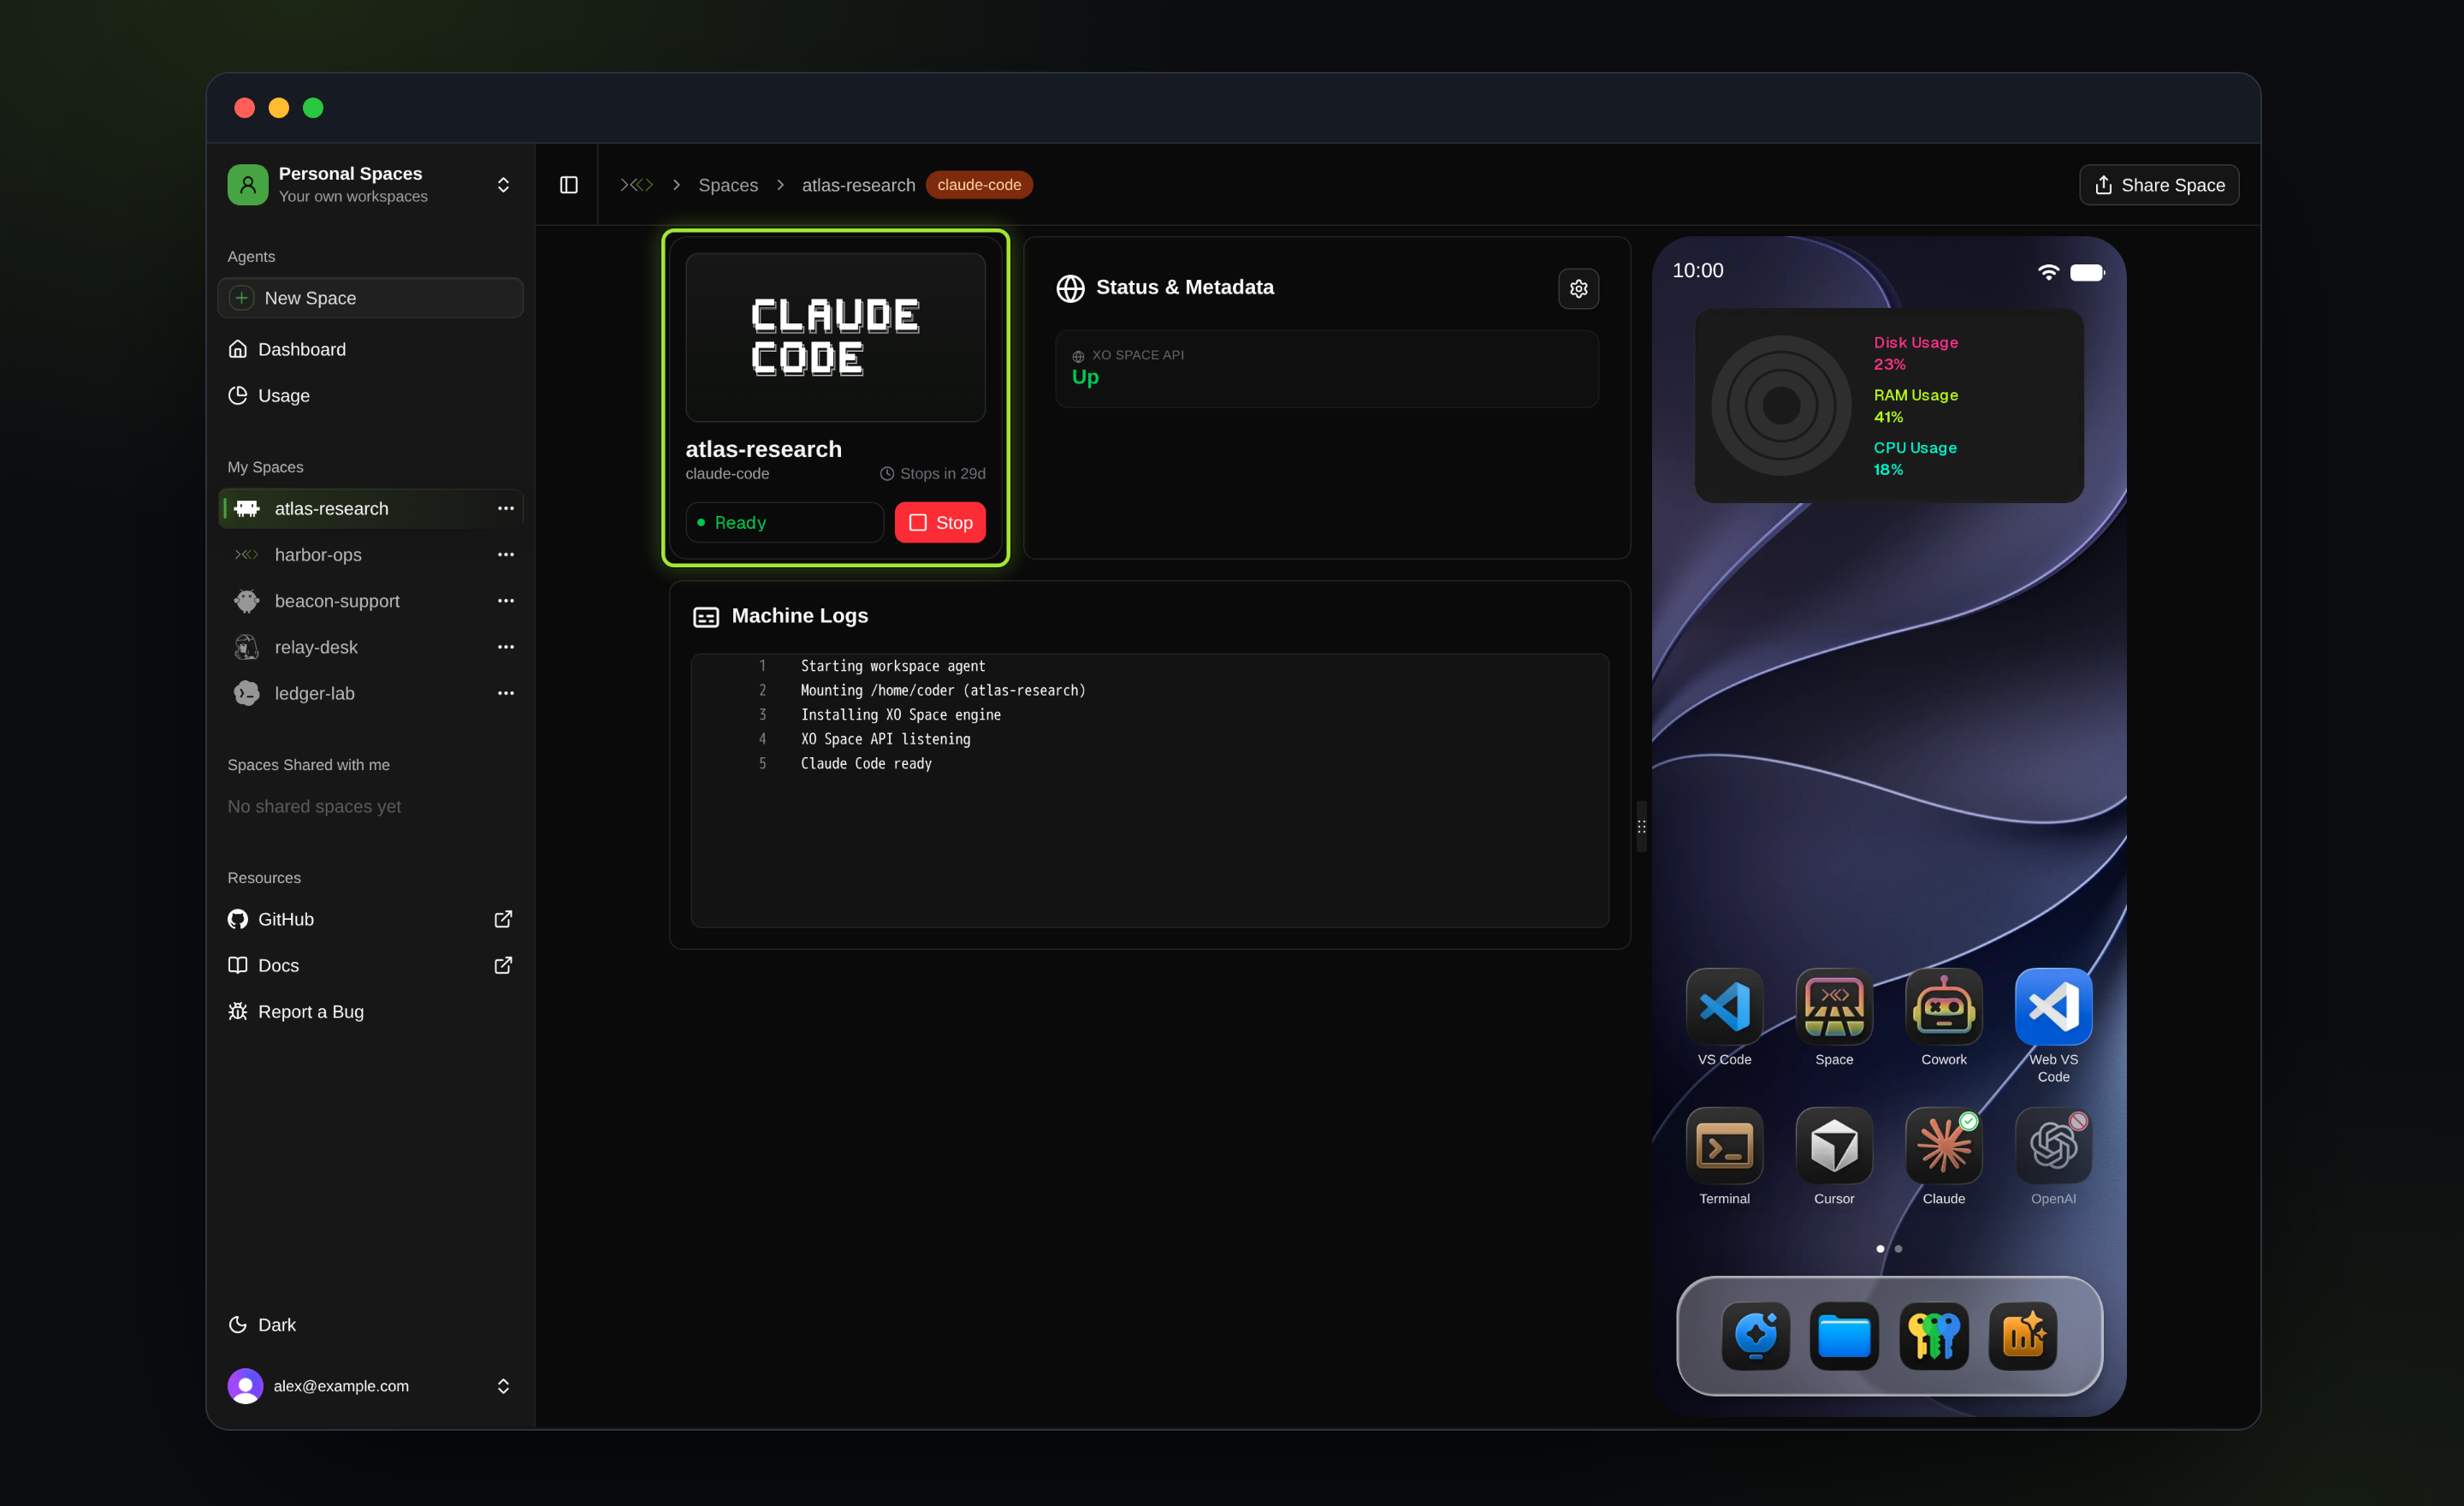 Personal Spaces
Your own workspaces
Agents
New Space
Dashboard
Usage
My Spaces
atlas-research
harbor-ops
beacon-support
relay-desk
ledger-lab
Spaces Shared with me
No shared spaces yet
Resources
GitHub
Docs
Report a Bug
Dark
alex@example.com
Spaces
atlas-research
claude-code
Share Space
CLAUDE
CODE
atlas-research
claude-code
Stops in 29d
Ready
Stop
Status & Metadata
XO SPACE API
Up
Machine Logs
1 Starting workspace agent
2 Mounting /home/coder (atlas-research)
3 Installing XO Space engine
4 XO Space API listening
5 Claude Code ready
10:00
Disk Usage
23%
RAM Usage
41%
CPU Usage
18%
VS Code
Space
Cowork
Web VS
Code
Terminal
Cursor
Claude
OpenAI